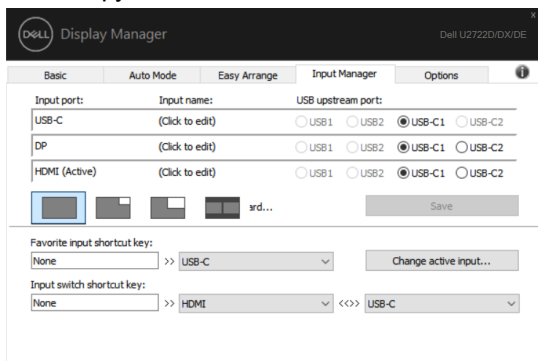 x
DELL Display Manager Dell U2722D/DX/DE
Basic Auto Mode Easy Arrange Input Manager Options i
Input port: Input name: USB upstream port:
USB-C (Click to edit) USB1 USB2 USB-C1 USB-C2
DP (Click to edit) USB1 USB2 USB-C1 USB-C2
HDMI (Active) (Click to edit) USB1 USB2 USB-C1 USB-C2
ard... Save
Favorite input shortcut key:
None >> USB-C Change active input...
Input switch shortcut key:
None >> HDMI <<>> USB-C